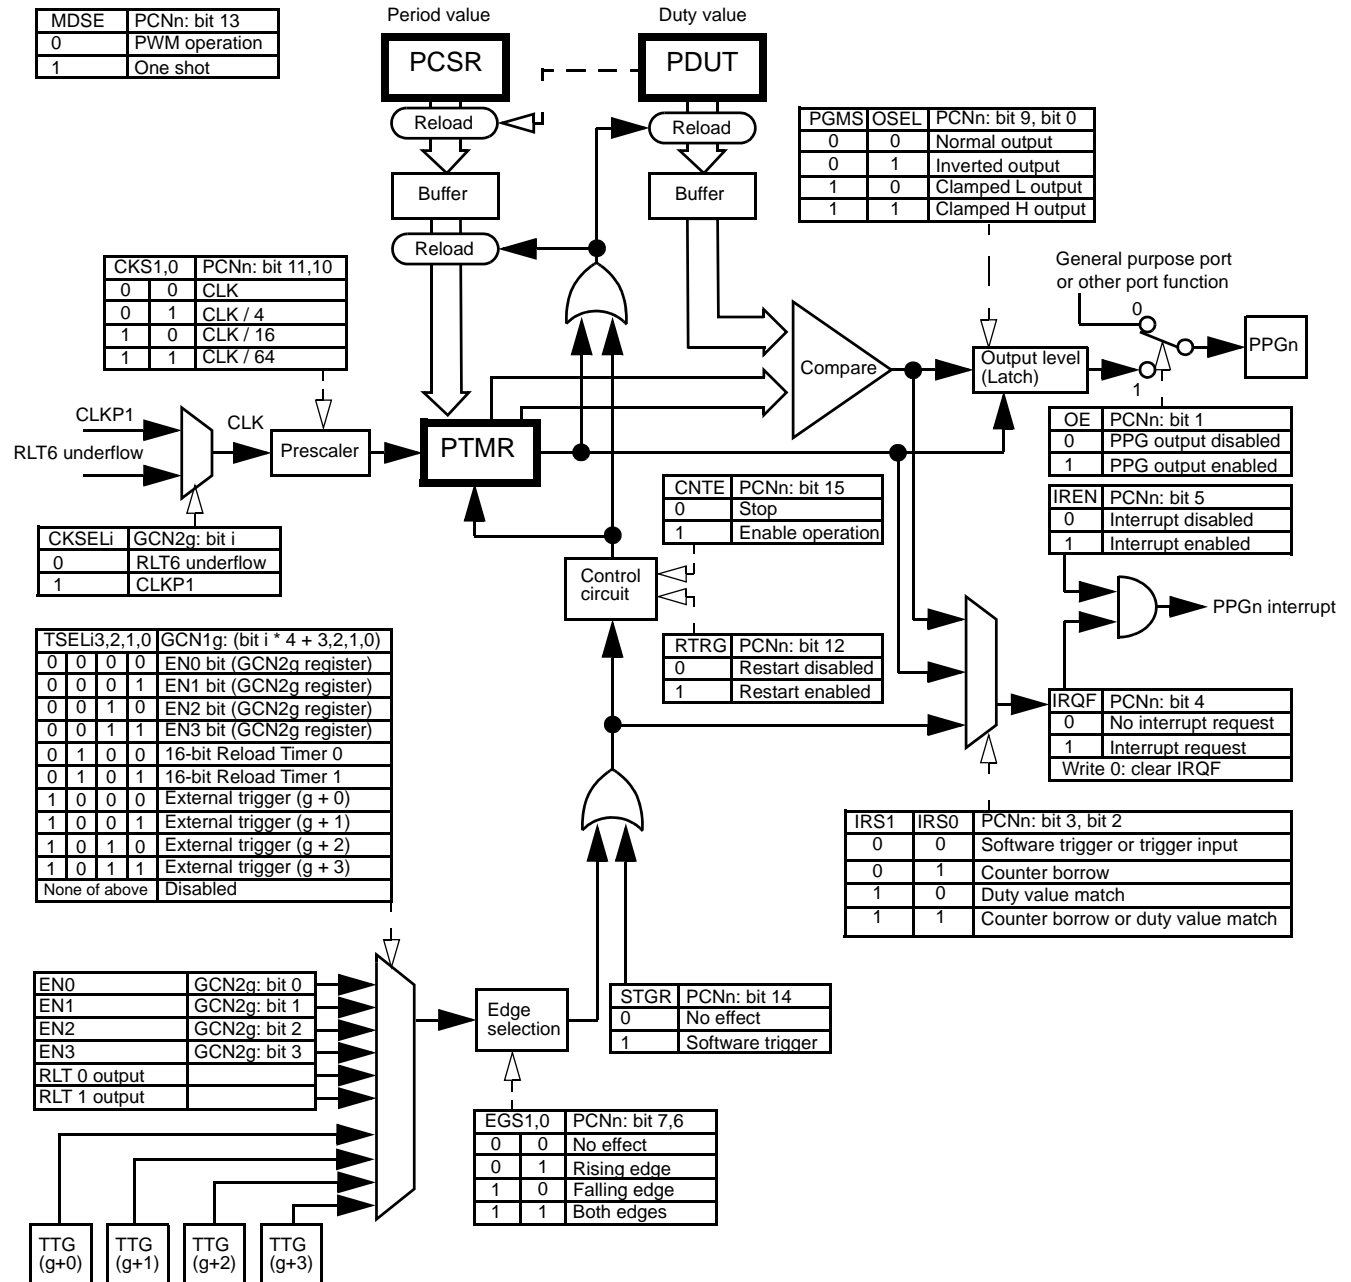 MDSE PCNn: bit 13
0 PWM operation
1 One shot
Period value
PCSR
Reload
Buffer
Reload
Duty value
PDUT
Reload
Buffer
PGMS OSEL PCNn: bit 9, bit 0
0 0 Normal output
0 1 Inverted output
1 0 Clamped L output
1 1 Clamped H output
General purpose port
or other port function
0
1
PPGn
CKS1,0 PCNn: bit 11,10
0 0 CLK
0 1 CLK / 4
1 0 CLK / 16
1 1 CLK / 64
CLKP1
RLT6 underflow
CLK
Prescaler
PTMR
Compare
Output level
(Latch)
OE PCNn: bit 1
0 PPG output disabled
1 PPG output enabled
CKSELi GCN2g: bit i
0 RLT6 underflow
1 CLKP1
CNTE PCNn: bit 15
0 Stop
1 Enable operation
IREN PCNn: bit 5
0 Interrupt disabled
1 Interrupt enabled
Control
circuit
PPGn interrupt
RTRG PCNn: bit 12
0 Restart disabled
1 Restart enabled
TSELi3,2,1,0 GCN1g: (bit i * 4 + 3,2,1,0)
0 0 0 0 EN0 bit (GCN2g register)
0 0 0 1 EN1 bit (GCN2g register)
0 0 1 0 EN2 bit (GCN2g register)
0 0 1 1 EN3 bit (GCN2g register)
0 1 0 0 16-bit Reload Timer 0
0 1 0 1 16-bit Reload Timer 1
1 0 0 0 External trigger (g + 0)
1 0 0 1 External trigger (g + 1)
1 0 1 0 External trigger (g + 2)
1 0 1 1 External trigger (g + 3)
None of above Disabled
IRQF PCNn: bit 4
0 No interrupt request
1 Interrupt request
Write 0: clear IRQF
IRS1 IRS0 PCNn: bit 3, bit 2
0 0 Software trigger or trigger input
0 1 Counter borrow
1 0 Duty value match
1 1 Counter borrow or duty value match
EN0 GCN2g: bit 0
EN1 GCN2g: bit 1
EN2 GCN2g: bit 2
EN3 GCN2g: bit 3
RLT 0 output
RLT 1 output
Edge
selection
STGR PCNn: bit 14
0 No effect
1 Software trigger
EGS1,0 PCNn: bit 7,6
0 0 No effect
0 1 Rising edge
1 0 Falling edge
1 1 Both edges
TTG
(g+0)
TTG
(g+1)
TTG
(g+2)
TTG
(g+3)